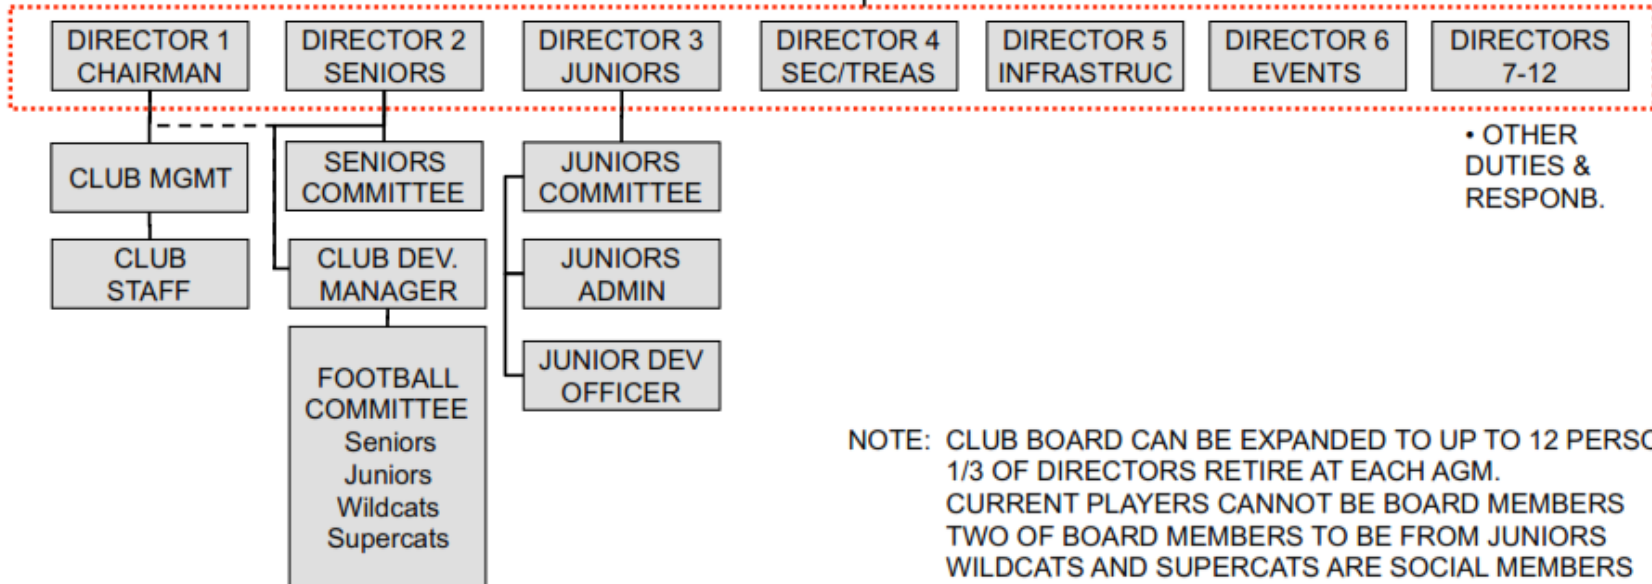 DIRECTOR 1
CHAIRMAN
DIRECTOR 2
SENIORS
DIRECTOR 3
JUNIORS
DIRECTOR 4
SEC/TREAS
DIRECTOR 5
INFRASTRUC
DIRECTOR 6
EVENTS
DIRECTORS
7-12
• OTHER
DUTIES &
RESPONB.
CLUB MGMT
SENIORS
COMMITTEE
JUNIORS
COMMITTEE
CLUB
STAFF
CLUB DEV.
MANAGER
JUNIORS
ADMIN
FOOTBALL
COMMITTEE
Seniors
Juniors
Wildcats
Supercats
JUNIOR DEV
OFFICER
NOTE: CLUB BOARD CAN BE EXPANDED TO UP TO 12
1/3 OF DIRECTORS RETIRE AT EACH AGM.
CURRENT PLAYERS CANNOT BE BOARD MEMBERS
TWO OF BOARD MEMBERS TO BE FROM JUNIORS
WILDCATS AND SUPERCATS ARE SOCIAL MEMBERS